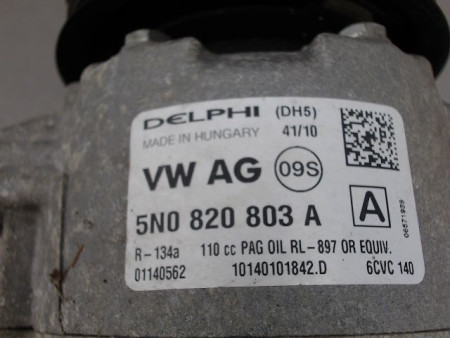 DELPHI (DH5)
MADE IN HUNGARY 41/10
VW AG 09S
5N0 820 803 A A
R-134a 110 cc PAG OIL RL-897 OR EQUIV.
01140562 10140101842.D 6CVC 140
06571939